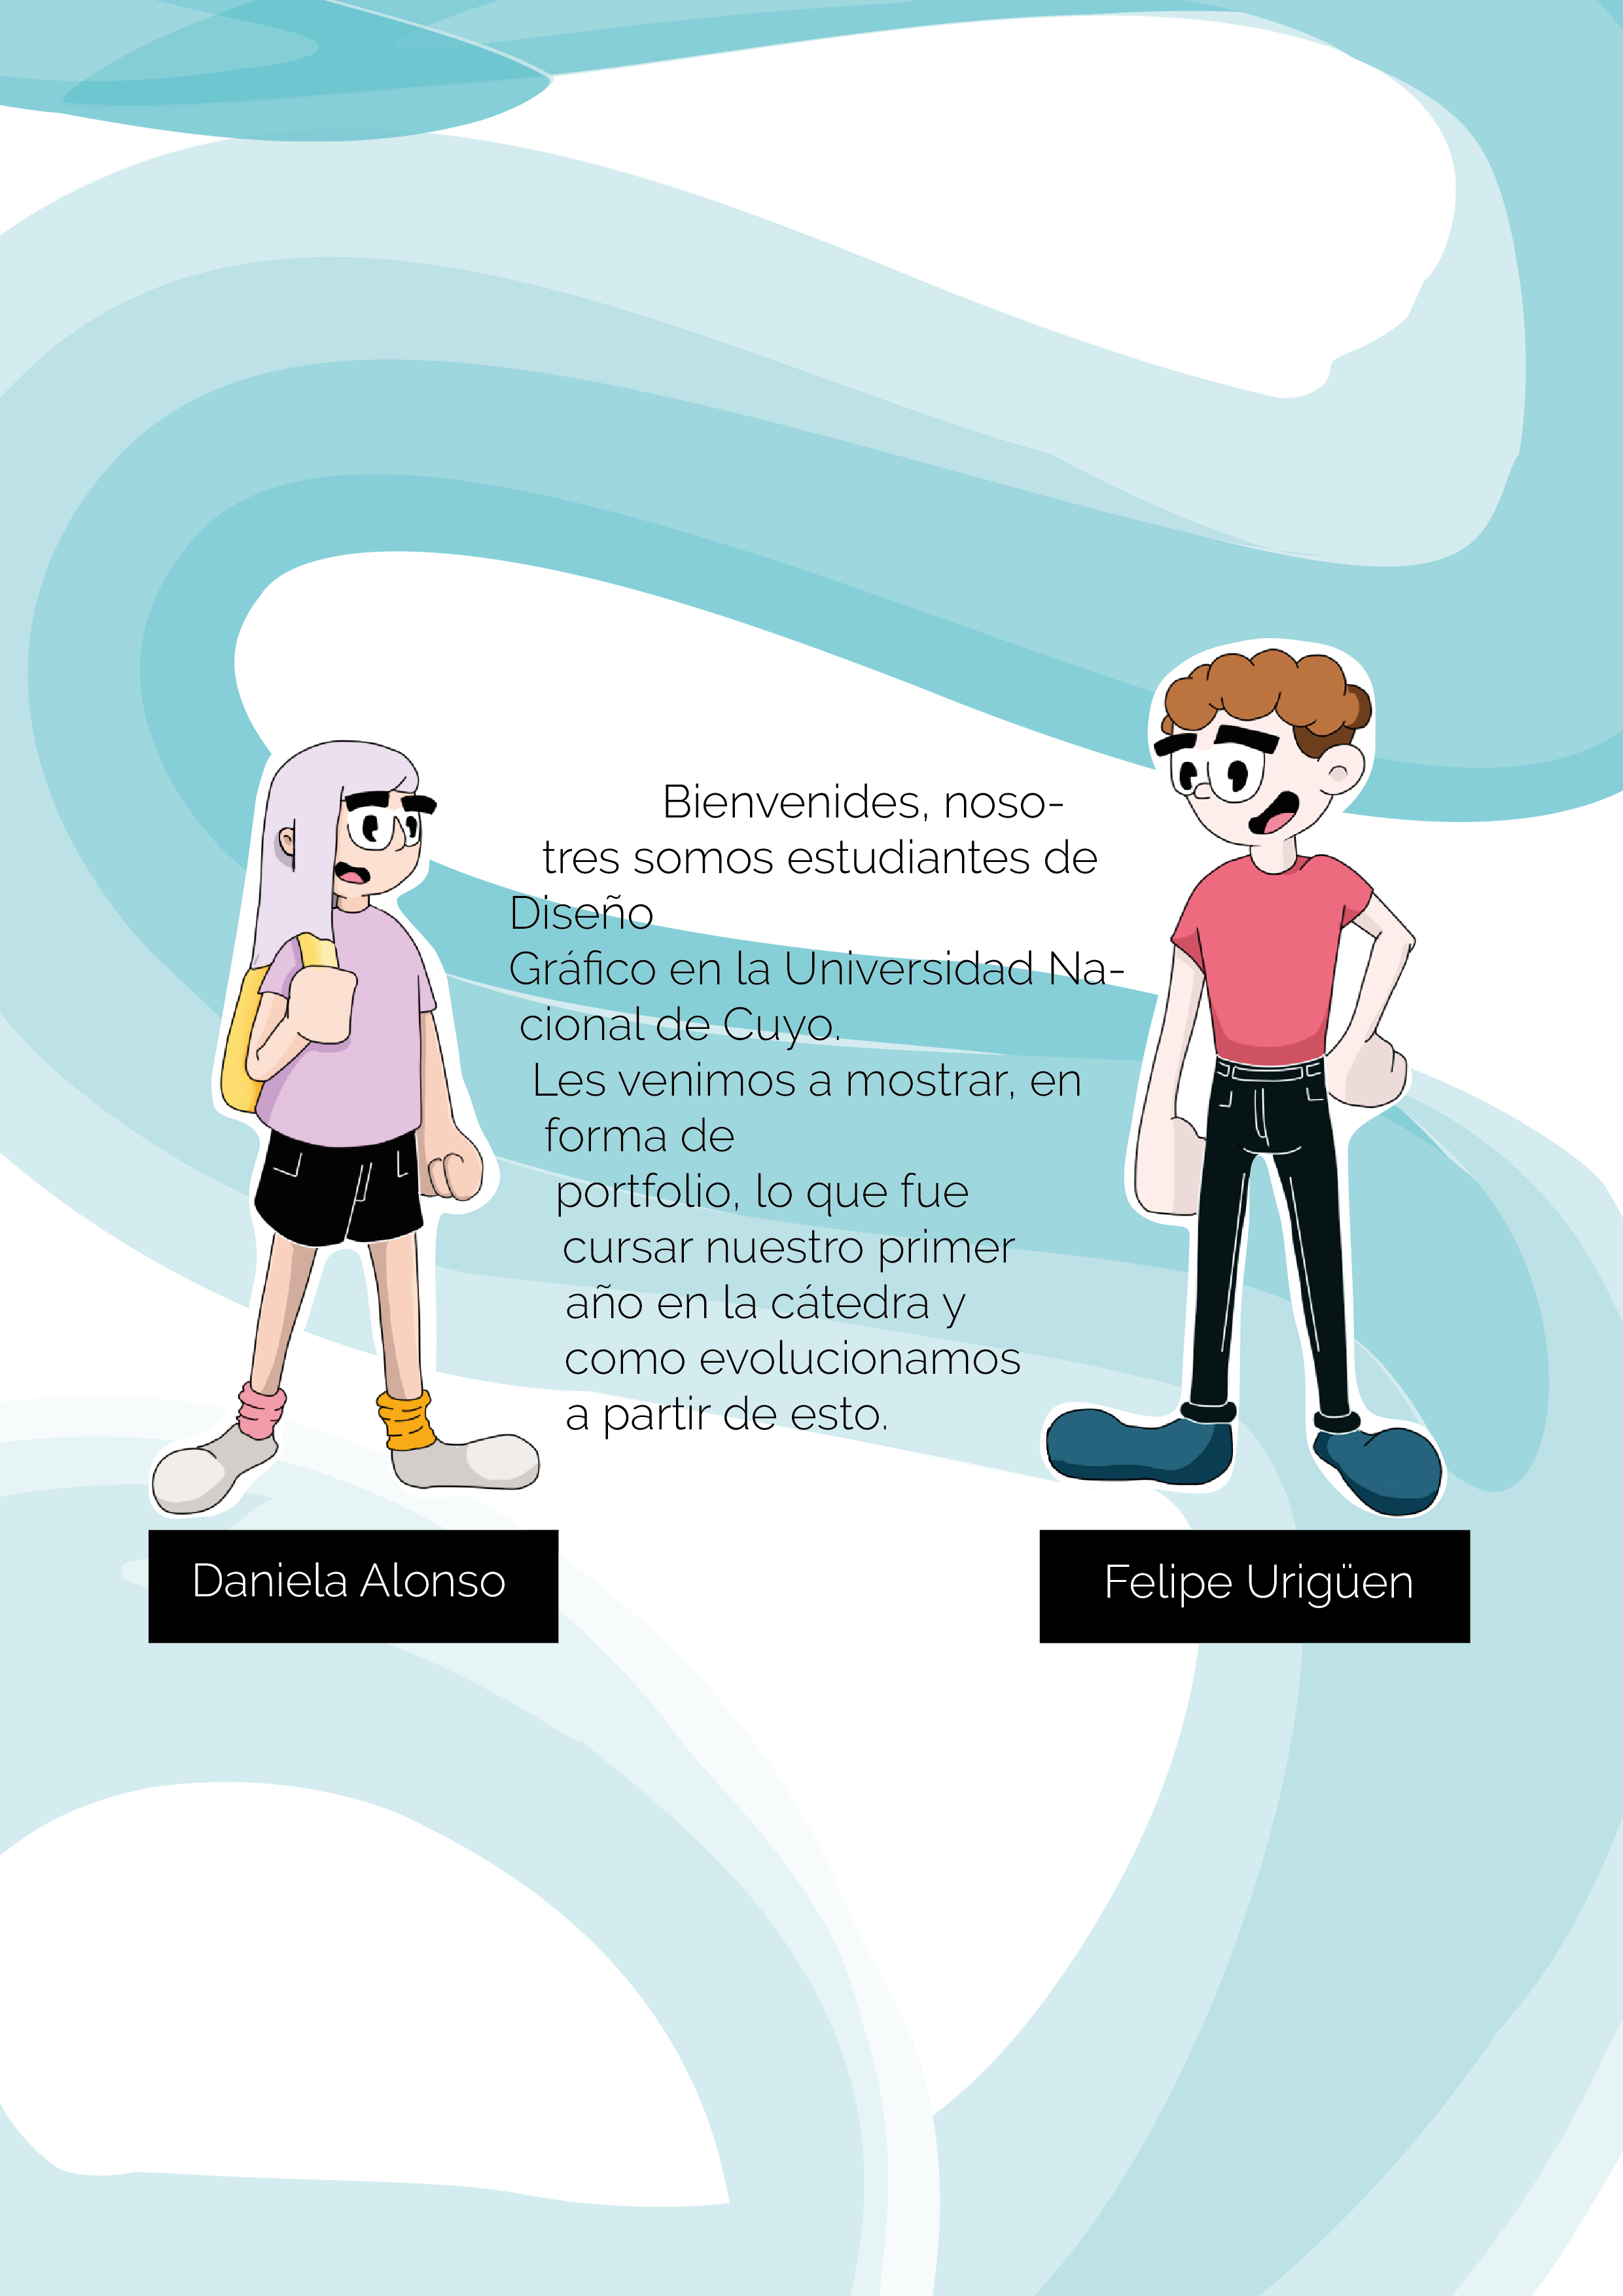 Bienvenides, noso-
tres somos estudiantes de
Diseño
Gráfico en la Universidad Na-
cional de Cuyo.
Les venimos a mostrar, en
forma de
portfolio, lo que fue
cursar nuestro primer
año en la cátedra y
como evolucionamos
a partir de esto.
Daniela Alonso
Felipe Urigüen